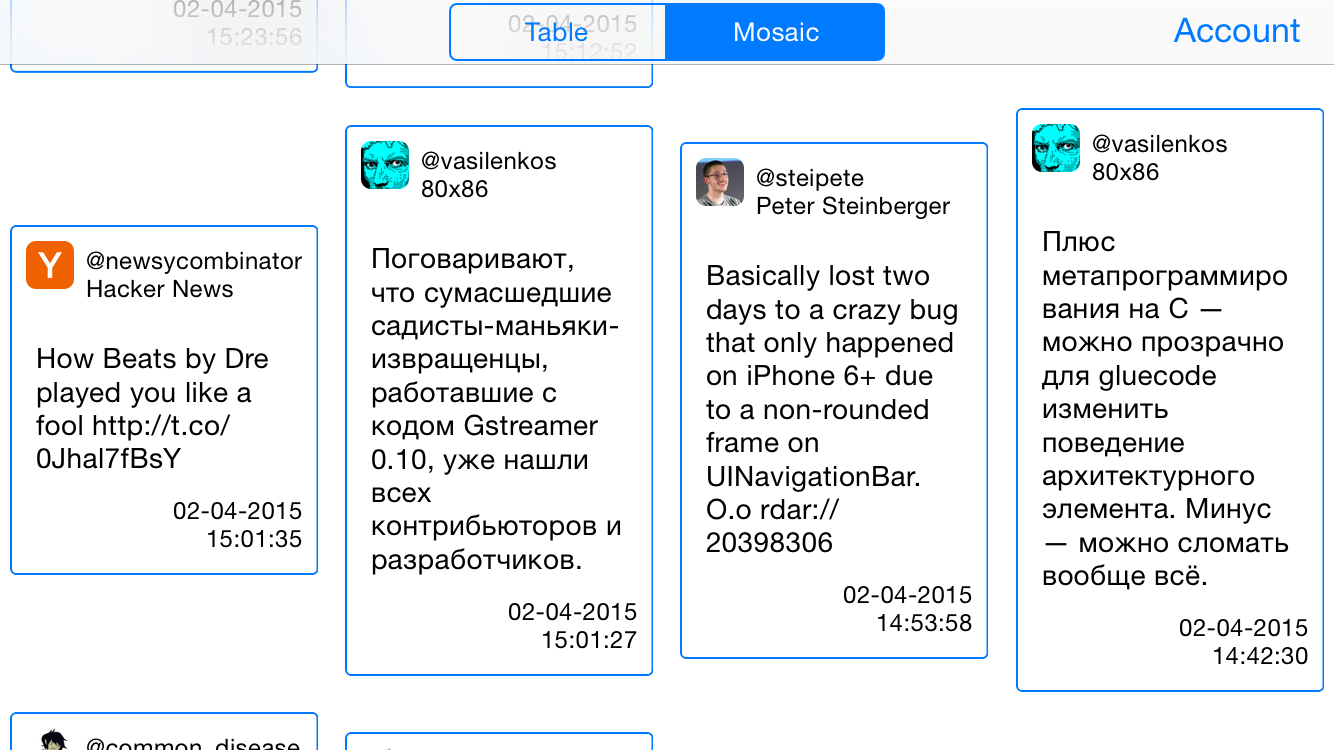 02-04-2015
15:23:56
02-04-2015
15:12:52
Table
Mosaic
Account
@newsycombinator
Hacker News
How Beats by Dre
played you like a
fool http://t.co/
0Jhal7fBsY
02-04-2015
15:01:35
@vasilenkos
80x86
Поговаривают,
что сумасшедшие
садисты-маньяки-
извращенцы,
работавшие с
кодом Gstreamer
0.10, уже нашли
всех
контрибьюторов и
разработчиков.
02-04-2015
15:01:27
@steipete
Peter Steinberger
Basically lost two
days to a crazy bug
that only happened
on iPhone 6+ due
to a non-rounded
frame on
UINavigationBar.
O.o rdar://
20398306
02-04-2015
14:53:58
@vasilenkos
80x86
Плюс
метапрограммиро
вания на С —
можно прозрачно
для gluecode
изменить
поведение
архитектурного
элемента. Минус
— можно сломать
вообще всё.
02-04-2015
14:42:30
@common_disease